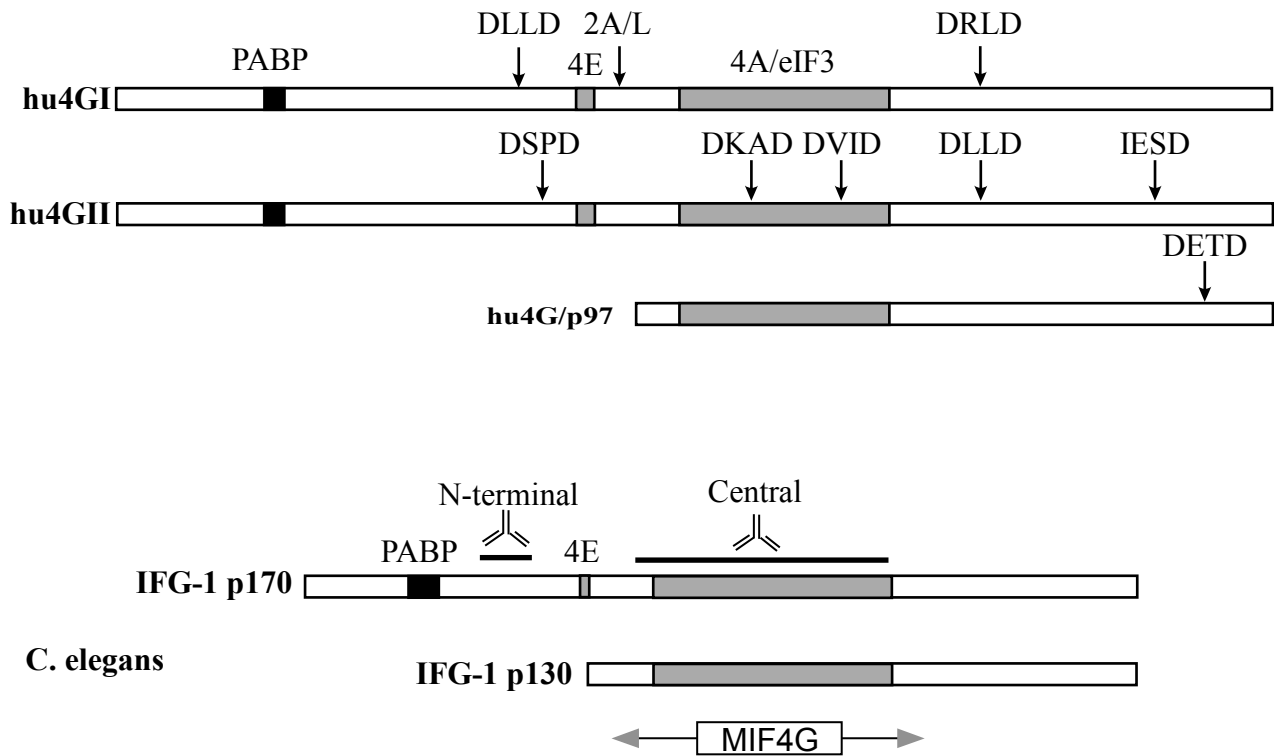 DLLD 2A/L DRLD
PABP 4E 4A/eIF3
hu4GI
DSPD DKAD DVID DLLD IESD
hu4GII
DETD
hu4G/p97
N-terminal Central
PABP 4E
IFG-1 p170
C. elegans
IFG-1 p130
MIF4G